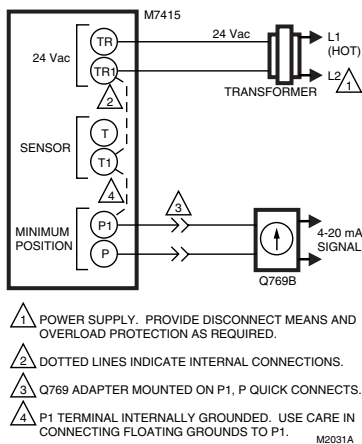 M7415
TR
24 Vac
L1
(HOT)
24 Vac
TR1
L2
1
2
TRANSFORMER
T
SENSOR
T1
4
3
MINIMUM
POSITION
P1
P
4-20 mA
SIGNAL
Q769B
1 POWER SUPPLY. PROVIDE DISCONNECT MEANS AND
OVERLOAD PROTECTION AS REQUIRED.
2 DOTTED LINES INDICATE INTERNAL CONNECTIONS.
3 Q769 ADAPTER MOUNTED ON P1, P QUICK CONNECTS.
4 P1 TERMINAL INTERNALLY GROUNDED. USE CARE IN
CONNECTING FLOATING GROUNDS TO P1.
M2031A